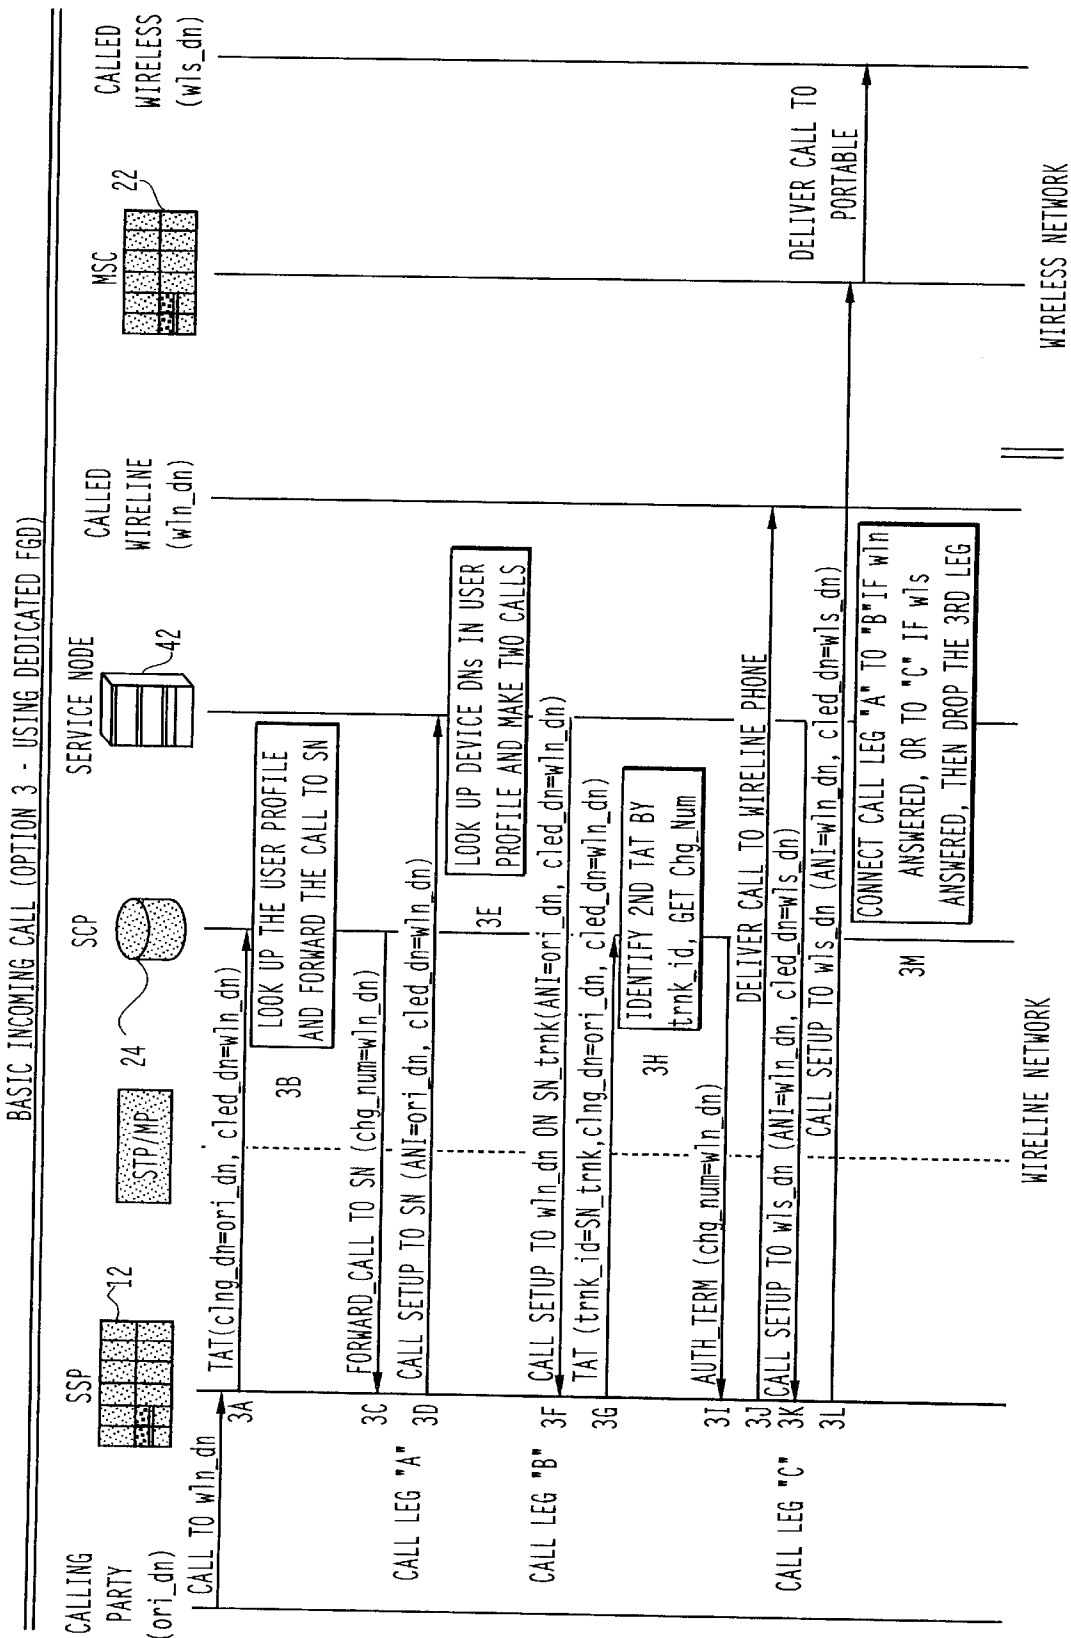 BASIC INCOMING CALL (OPTION 3 - USING DEDICATED FGD)
CALLING
PARTY
(ori_dn)
SSP
12
STP/MP
24
SCP
SERVICE NODE
42
CALLED
WIRELINE
(wln_dn)
MSC
22
CALLED
WIRELESS
(wls_dn)
CALL TO wln_dn
3A
TAT(clng_dn=ori_dn, cled_dn=wln_dn)
3B
LOOK UP THE USER PROFILE
AND FORWARD THE CALL TO SN
3C
FORWARD_CALL TO SN (chg_num=wln_dn)
CALL LEG "A"
3D
CALL SETUP TO SN (ANI=ori_dn, cled_dn=wln_dn)
3E
LOOK UP DEVICE DNs IN USER
PROFILE AND MAKE TWO CALLS
CALL LEG "B"
3F
CALL SETUP TO wln_dn ON SN_trnk(ANI=ori_dn, cled_dn=wln_dn)
3G
TAT (trnk_id=SN_trnk,clng_dn=ori_dn, cled_dn=wln_dn)
3H
IDENTIFY 2ND TAT BY
trnk_id, GET Chg_Num
3I
AUTH_TERM (chg_num=wln_dn)
3J
DELIVER CALL TO WIRELINE PHONE
CALL LEG "C"
3K
CALL SETUP TO wls_dn (ANI=wln_dn, cled_dn=wls_dn)
3L
CALL SETUP TO wls_dn (ANI=wln_dn, cled_dn=wls_dn)
DELIVER CALL TO
PORTABLE
3M
CONNECT CALL LEG "A" TO "B"IF wln
ANSWERED, OR TO "C" IF wls
ANSWERED, THEN DROP THE 3RD LEG
WIRELINE NETWORK
WIRELESS NETWORK